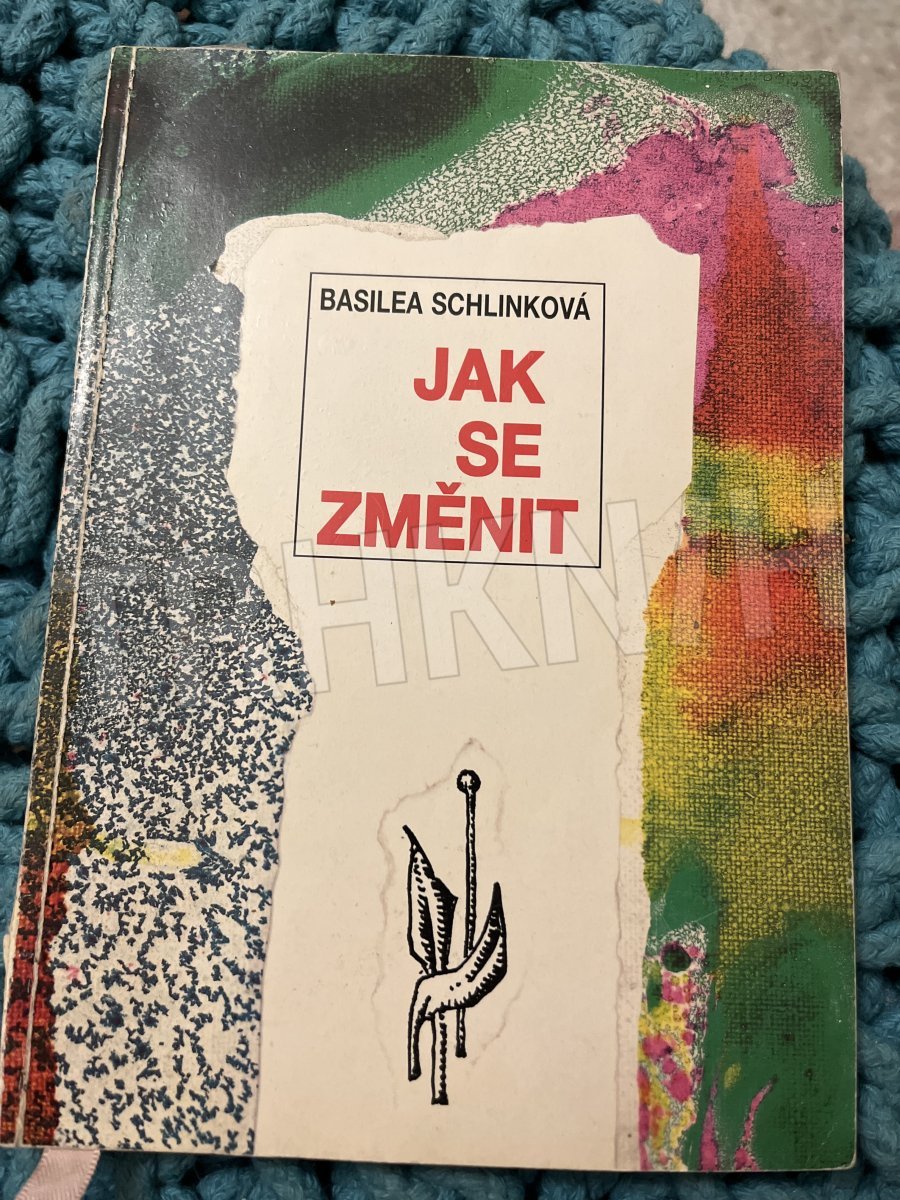 BASILEA SCHLINKOVÁ
JAK
SE
ZMĚNIT